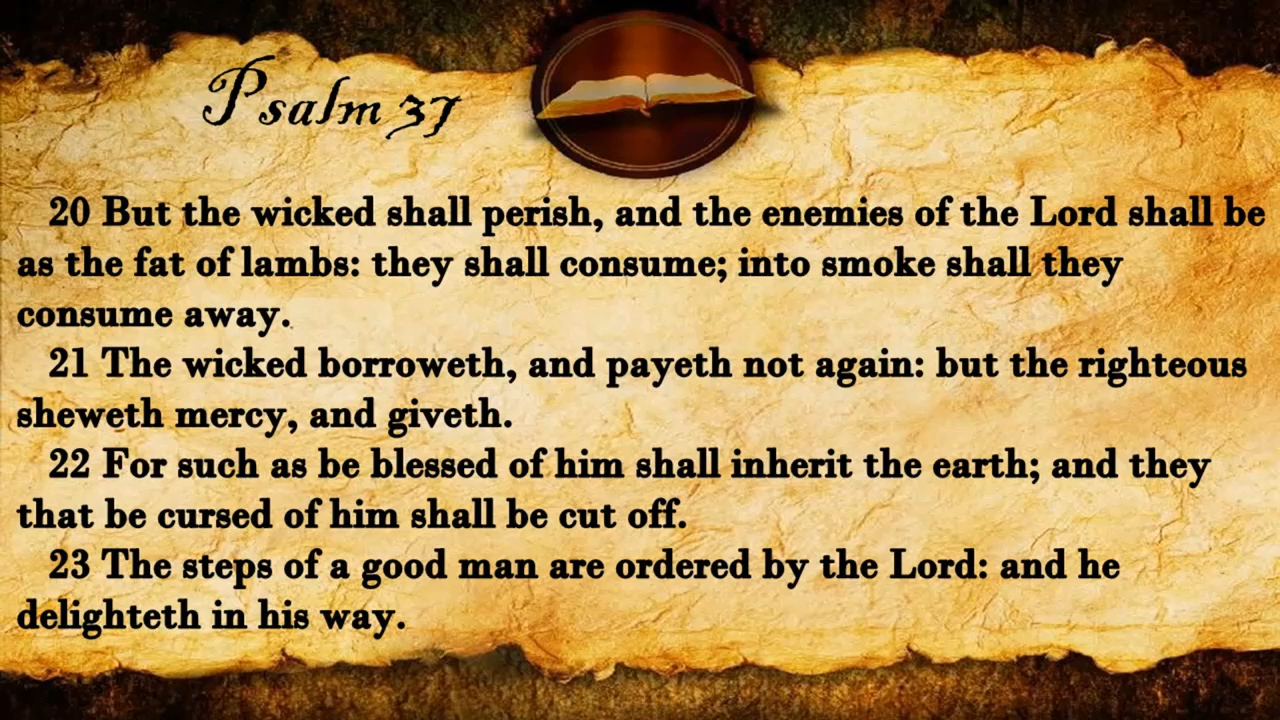 Psalm 37
20 But the wicked shall perish, and the enemies of the Lord shall be
as the fat of lambs: they shall consume; into smoke shall they
consume away.
21 The wicked borroweth, and payeth not again: but the righteous
sheweth mercy, and giveth.
22 For such as be blessed of him shall inherit the earth; and they
that be cursed of him shall be cut off.
23 The steps of a good man are ordered by the Lord: and he
delighteth in his way.